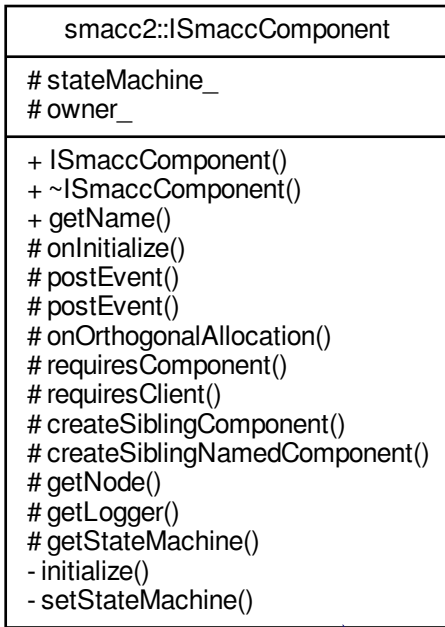 smacc2::ISmaccComponent
# stateMachine_
# owner_
+ ISmaccComponent()
+ ~ISmaccComponent()
+ getName()
# onInitialize()
# postEvent()
# postEvent()
# onOrthogonalAllocation()
# requiresComponent()
# requiresClient()
# createSiblingComponent()
# createSiblingNamedComponent()
# getNode()
# getLogger()
# getStateMachine()
- initialize()
- setStateMachine()